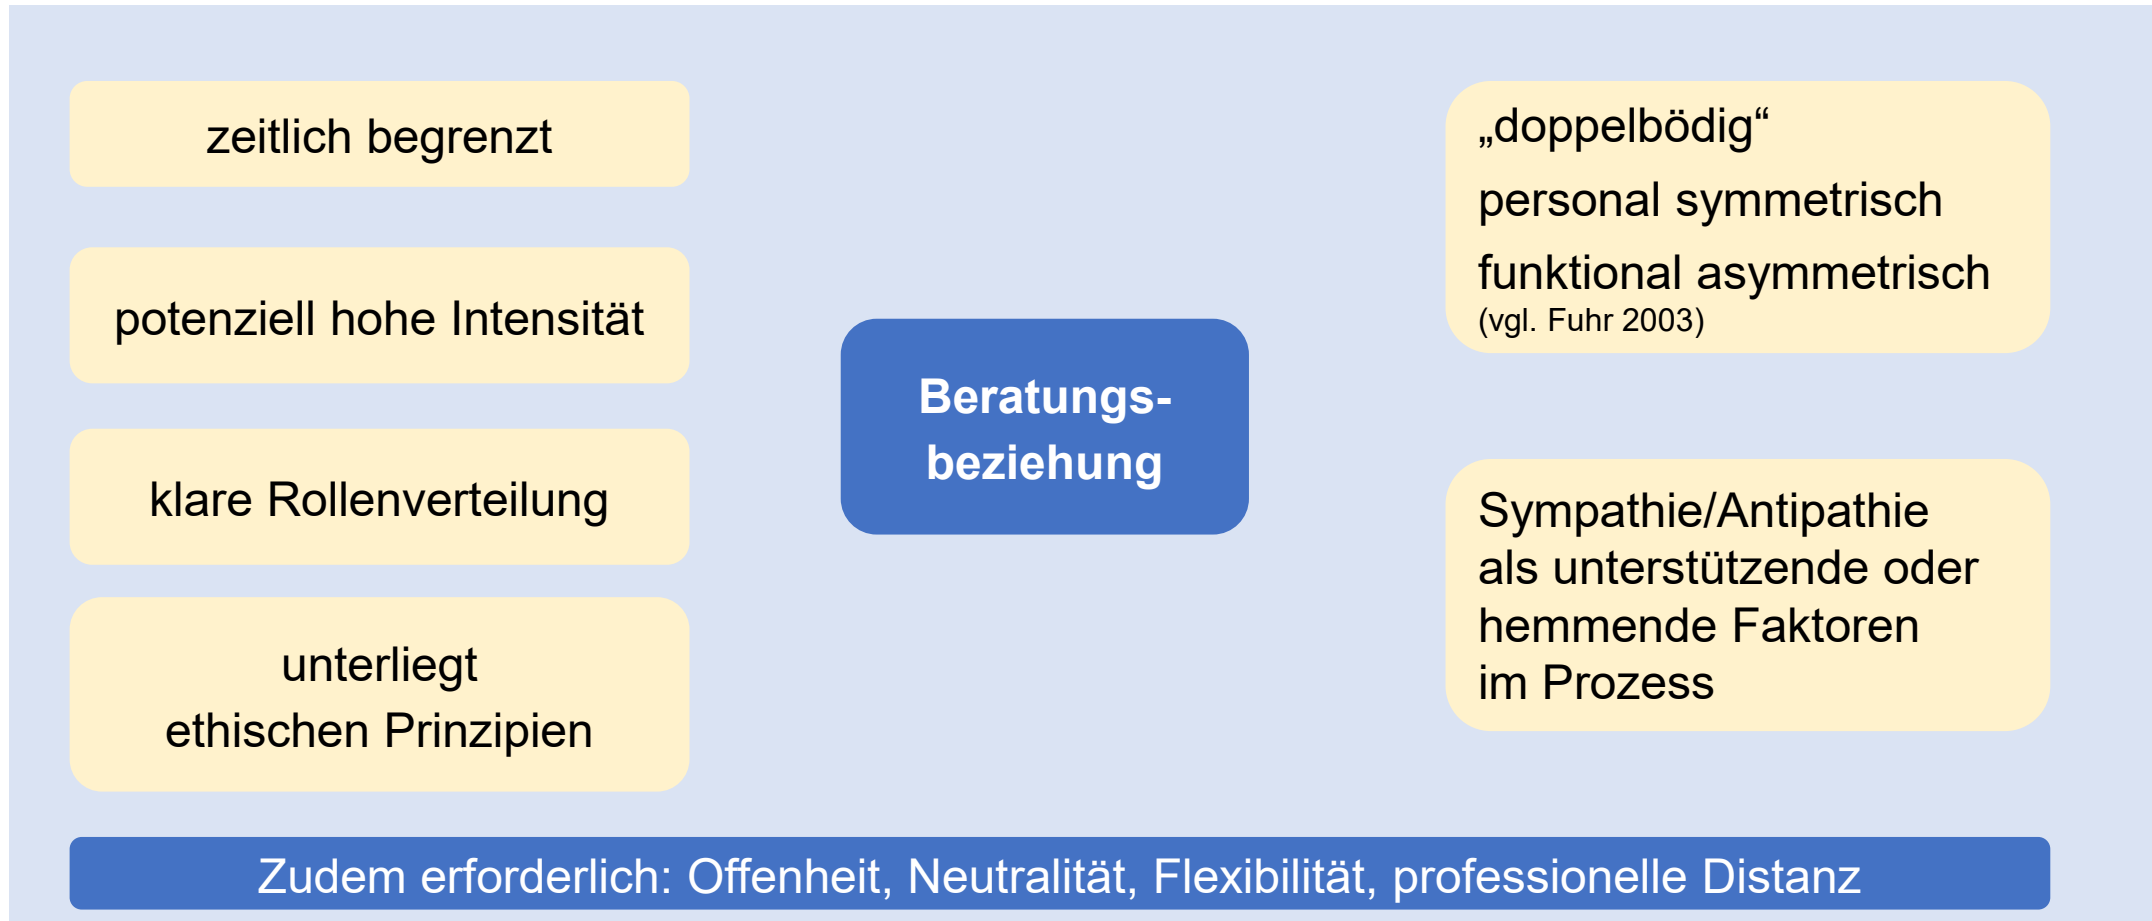 zeitlich begrenzt
potenziell hohe Intensität
klare Rollenverteilung
unterliegt
ethischen Prinzipien
Beratungs-
beziehung
„doppelbödig“
personal symmetrisch
funktional asymmetrisch
(vgl. Fuhr 2003)
Sympathie/Antipathie
als unterstützende oder
hemmende Faktoren
im Prozess
Zudem erforderlich: Offenheit, Neutralität, Flexibilität, professionelle Distanz